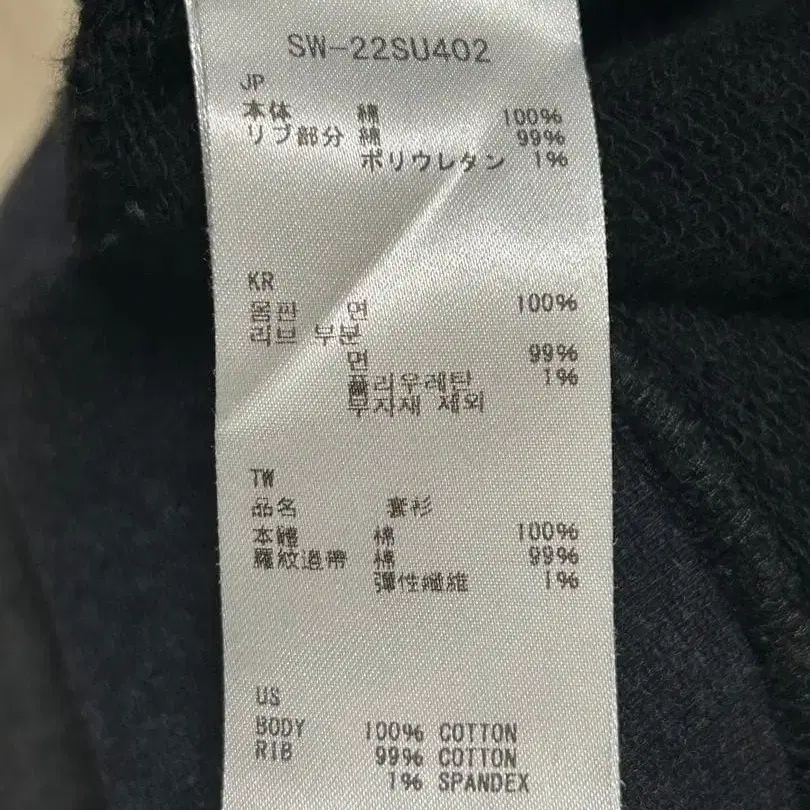 SW-22SU402
JP
本体 綿 100%
リブ部分 綿 99%
ポリウレタン 1%
KR
몸판 면 100%
리브 부분
면 99%
폴리우레탄 1%
부자재 제외
TW
品名 套衫
本體 棉 100%
羅紋邊帶 棉 99%
彈性纖維 1%
US
BODY 100% COTTON
RIB 99% COTTON
1% SPANDEX